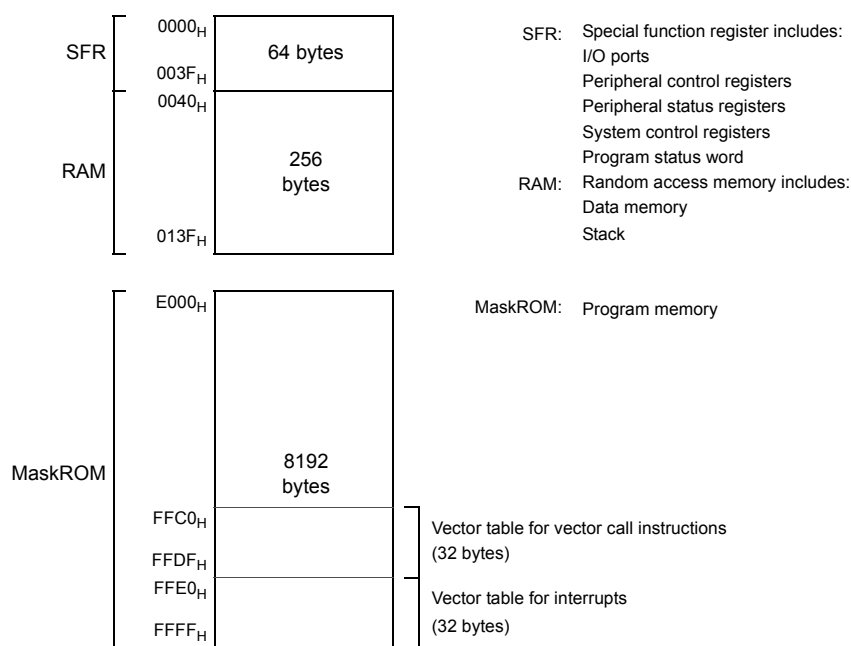 SFR
0000H
003FH
64 bytes
RAM
0040H
013FH
256
bytes
SFR: Special function register includes:
I/O ports
Peripheral control registers
Peripheral status registers
System control registers
Program status word
RAM: Random access memory includes:
Data memory
Stack
MaskROM
E000H
8192
bytes
MaskROM: Program memory
FFC0H
FFDFH
Vector table for vector call instructions
(32 bytes)
FFE0H
FFFFH
Vector table for interrupts
(32 bytes)